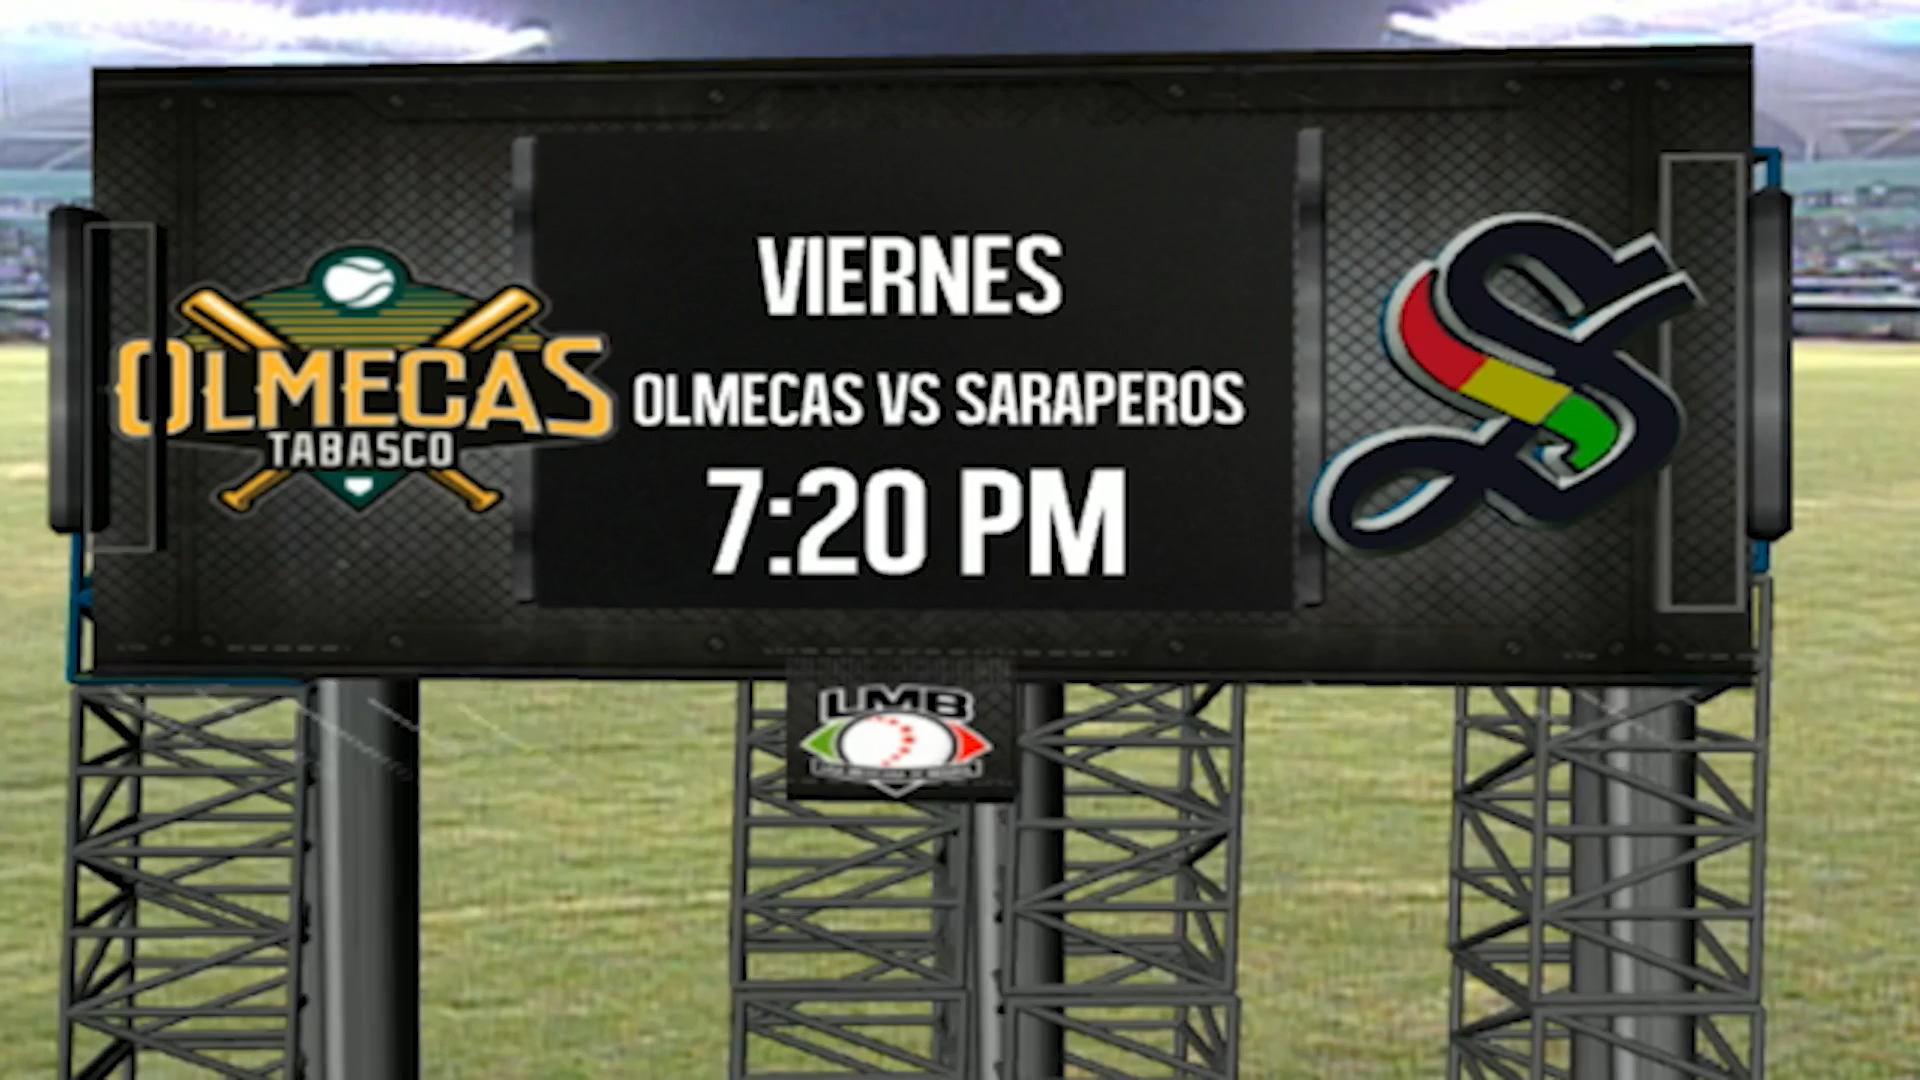 VIERNES
OLMECAS
TABASCO
OLMECAS VS SARAPEROS
7:20 PM
LMB